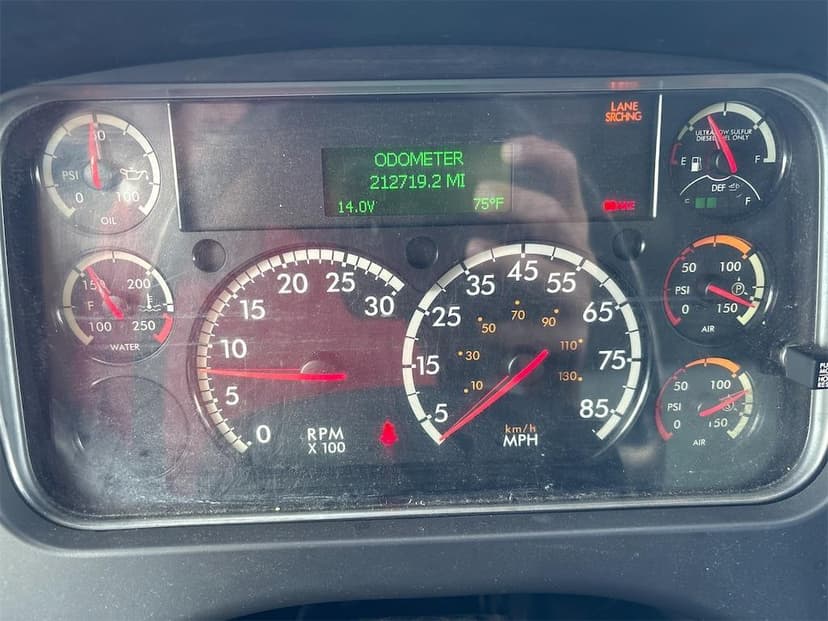 50
PSI
0
100
OIL
150
200
F
100
250
WATER
ODOMETER
212719.2 MI
14.0V
75°F
LANE
SRCHNG
0
5
10
15
20
25
30
RPM
X 100
5
15
25
35
45
55
65
75
85
10
30
50
70
90
110
130
km/h
MPH
ULTRA LOW SULFUR
DIESEL FUEL ONLY
E
F
DEF
F
50
100
PSI
P
0
150
AIR
50
100
PSI
S
0
150
AIR